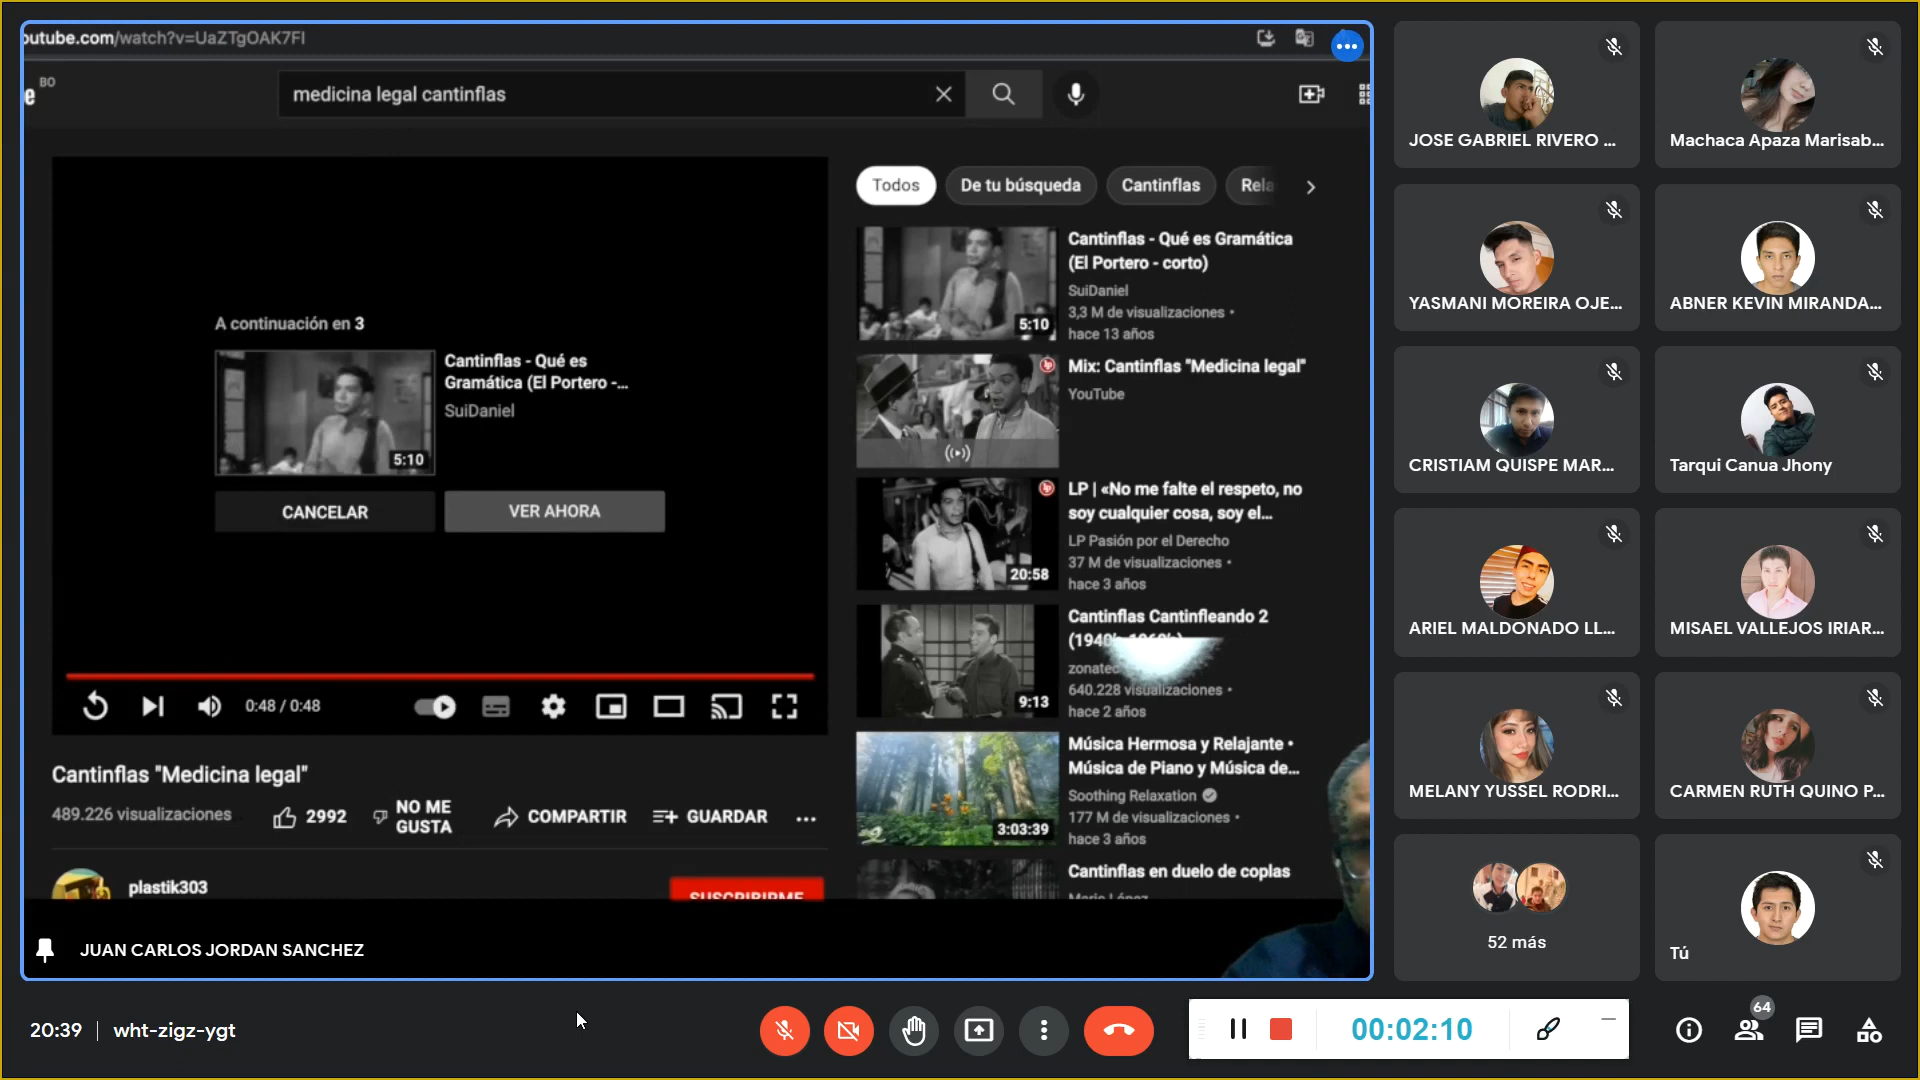 outube.com/watch?v=UaZTgOAK7FI
e BO
medicina legal cantinflas
A continuación en 3
Cantinflas - Qué es
Gramática (El Portero -...
SuiDaniel
5:10
CANCELAR
VER AHORA
0:48 / 0:48
Cantinflas "Medicina legal"
489.226 visualizaciones
2992
NO ME
GUSTA
COMPARTIR
GUARDAR
plastik303
SUSCRIBIRME
Todos
De tu búsqueda
Cantinflas
Rela
Cantinflas - Qué es Gramática
(El Portero - corto)
SuiDaniel
3,3 M de visualizaciones •
hace 13 años
5:10
Mix: Cantinflas "Medicina legal"
YouTube
LP | «No me falte el respeto, no
soy cualquier cosa, soy el...
LP Pasión por el Derecho
37 M de visualizaciones •
hace 3 años
20:58
Cantinflas Cantinfleando 2
(1940's-1960's)
zonatec
640.228 visualizaciones •
hace 2 años
9:13
Música Hermosa y Relajante •
Música de Piano y Música de...
Soothing Relaxation
177 M de visualizaciones •
hace 3 años
3:03:39
Cantinflas en duelo de coplas
Mario López
JUAN CARLOS JORDAN SANCHEZ
JOSE GABRIEL RIVERO ...
Machaca Apaza Marisab...
YASMANI MOREIRA OJE...
ABNER KEVIN MIRANDA...
CRISTIAM QUISPE MAR...
Tarqui Canua Jhony
ARIEL MALDONADO LL...
MISAEL VALLEJOS IRIAR...
MELANY YUSSEL RODRI...
CARMEN RUTH QUINO P...
52 más
Tú
20:39 | wht-zigz-ygt
00:02:10
64